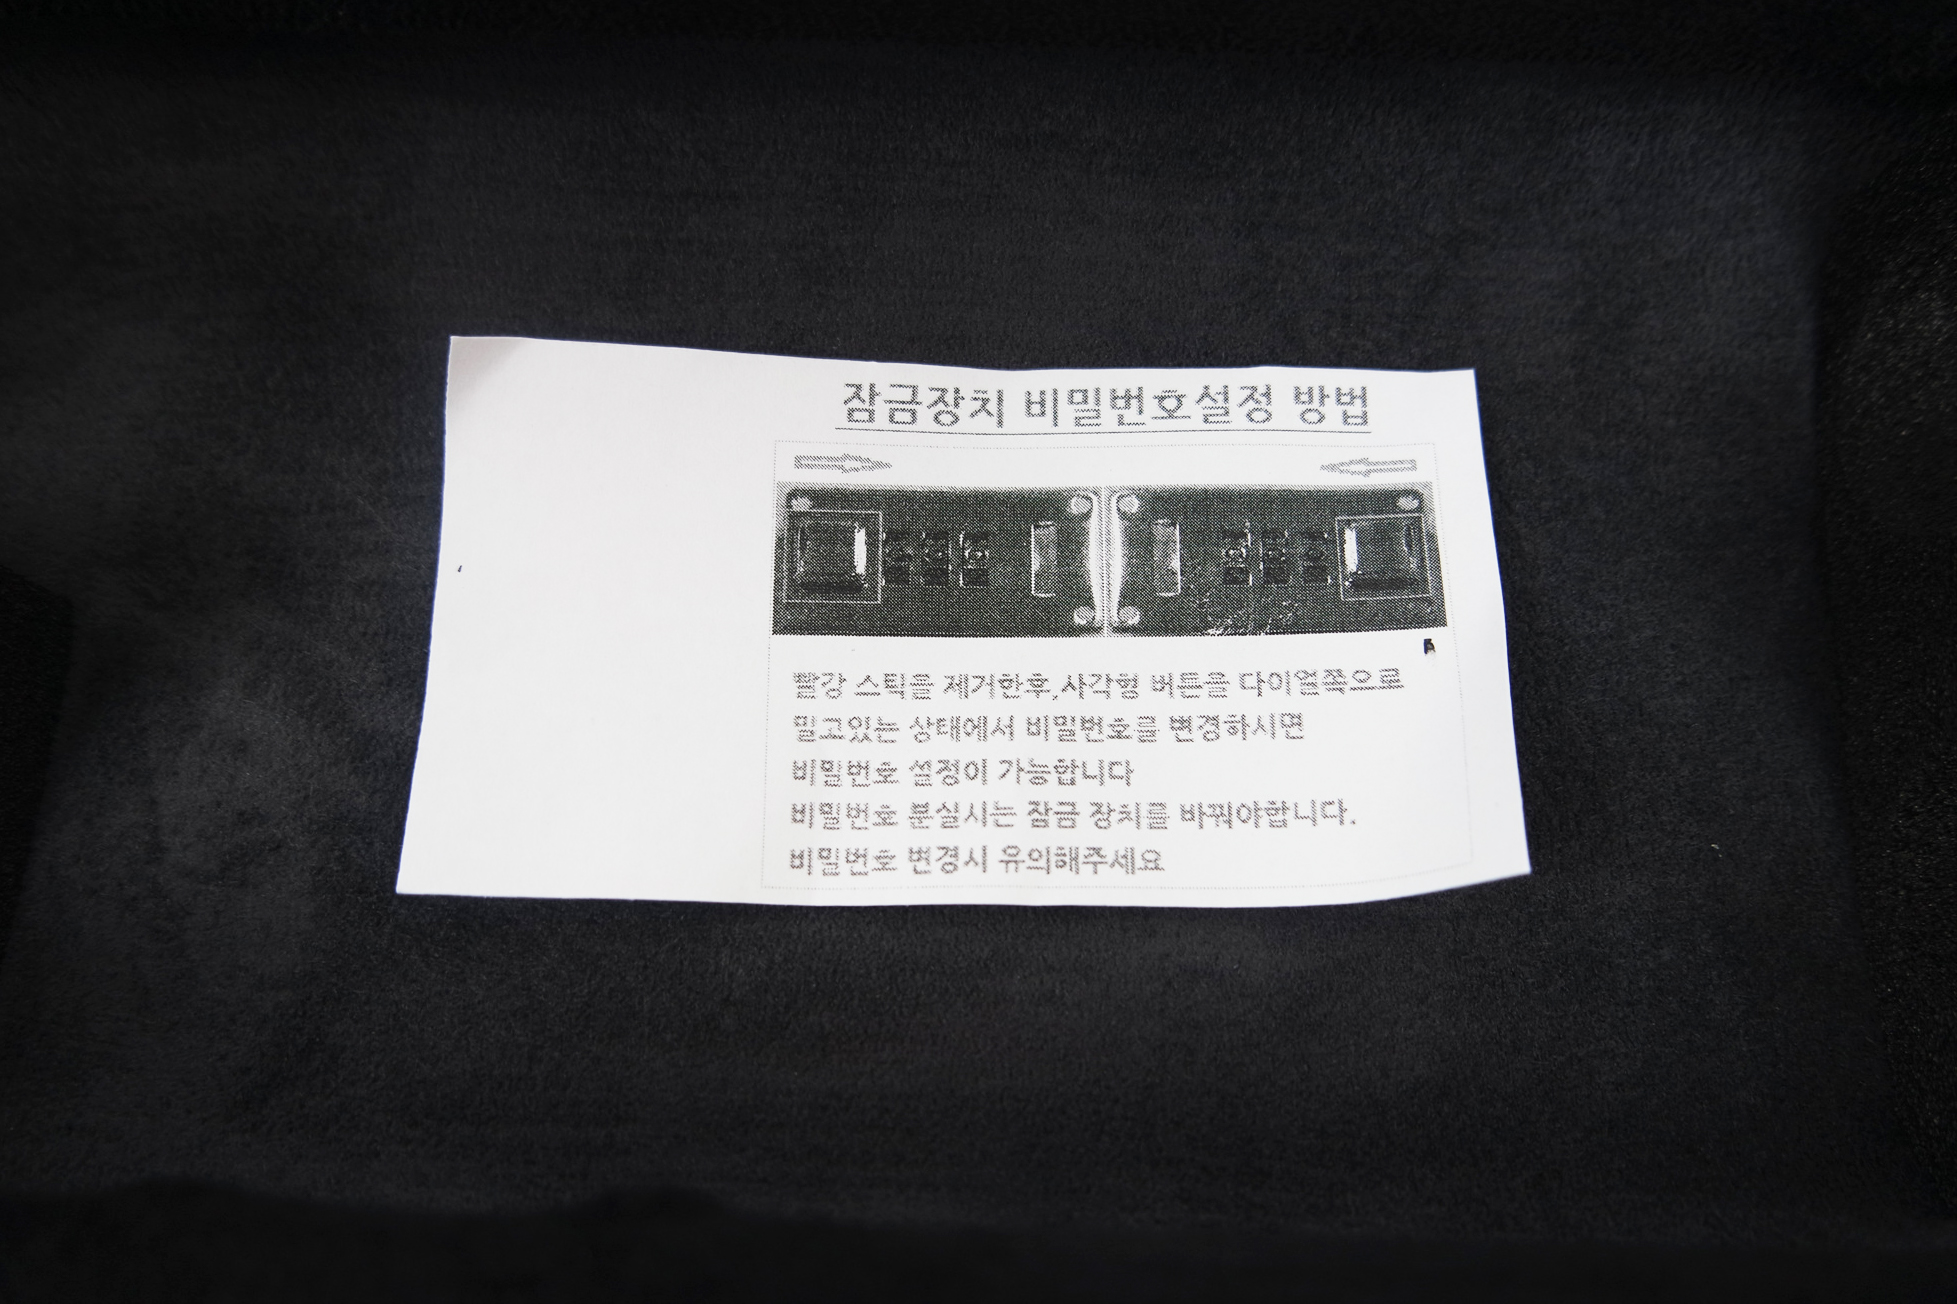 잠금장치 비밀번호설정 방법
빨강 스틱을 제거한후,사각형 버튼을 다이얼쪽으로
밀고있는 상태에서 비밀번호를 변경하시면
비밀번호 설정이 가능합니다
비밀번호 분실시는 잠금 장치를 바꿔야합니다.
비밀번호 변경시 유의해주세요